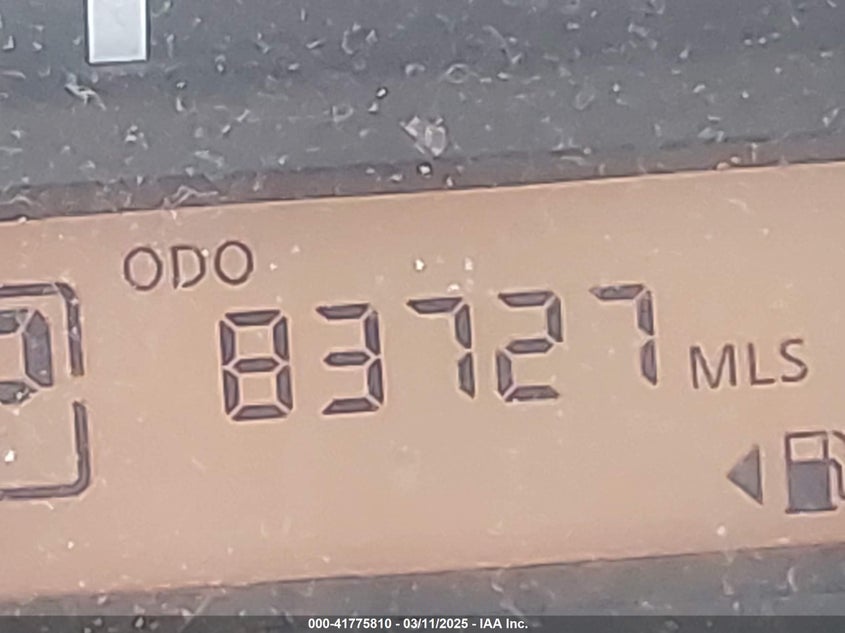 ODO
83727 MLS
000-41775810 - 03/11/2025 - IAA Inc.